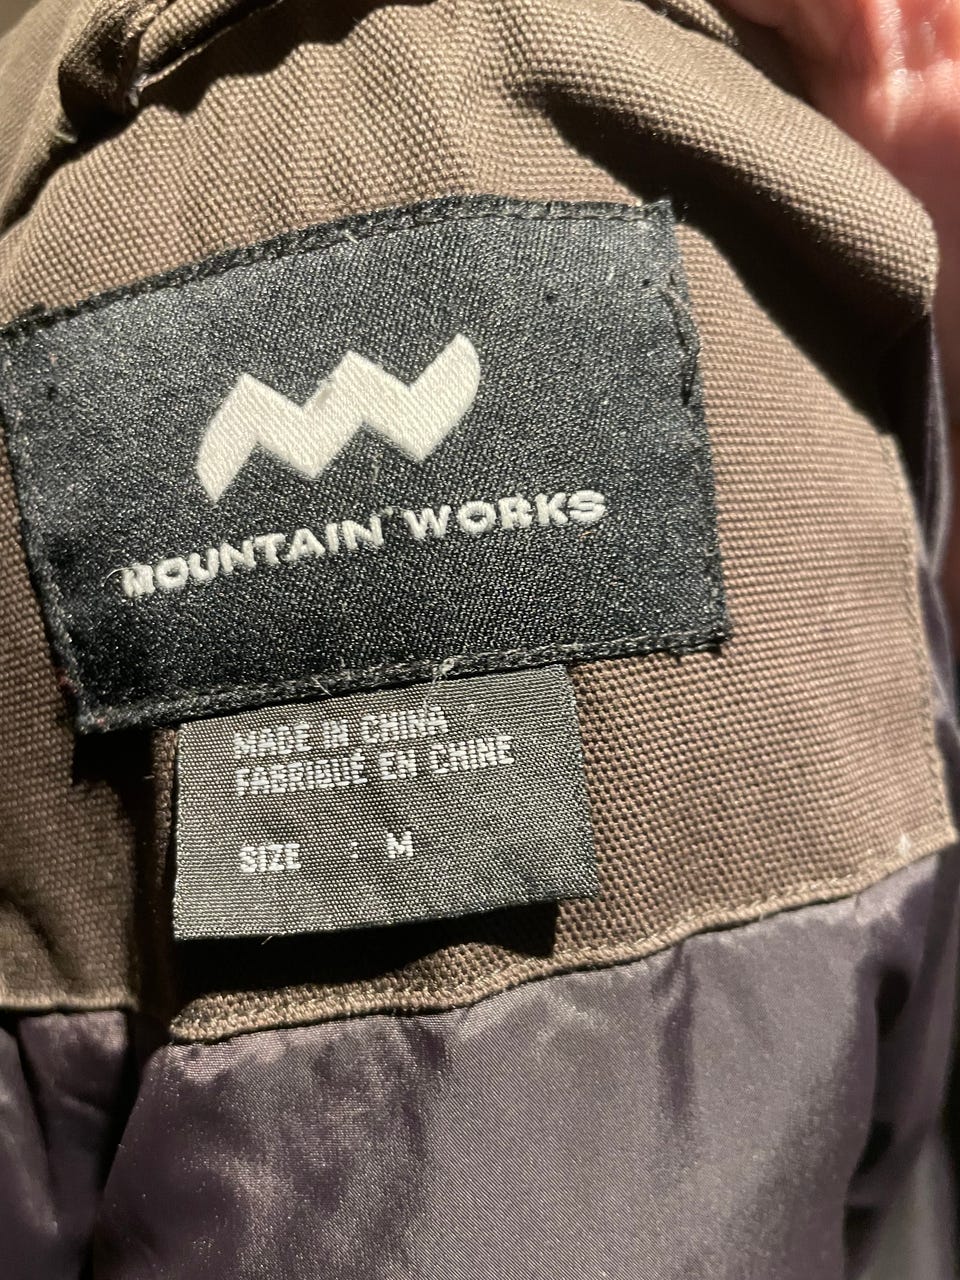 MOUNTAIN WORKS
MADE IN CHINA
FABRIQUÉ EN CHINE
SIZE : M